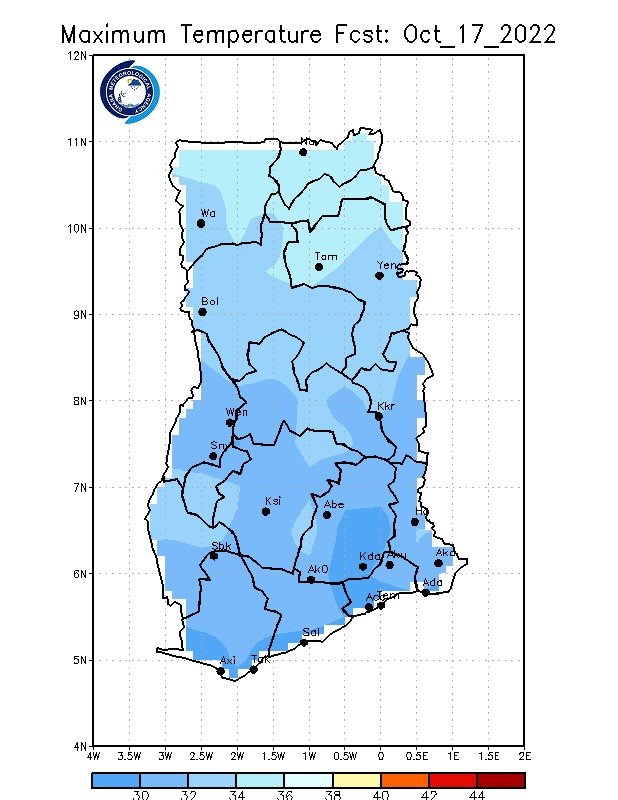 Maximum Temperature Fcst: Oct_17_2022
12N
GHANA METEOROLOGICAL AGENCY
11N
Na
Wa
10N
Tam
Yen
Bol
9N
8N
Kkr
Wen
Sny
7N
Ksi
Abe
Ho
Sbk
Kda
Aku
Aka
6N
AkO
Ada
Acc
Tem
Sal
5N
Axi
Tak
4N
4W 3.5W 3W 2.5W 2W 1.5W 1W 0.5W 0 0.5E 1E 1.5E 2E
30 32 34 36 38 40 42 44